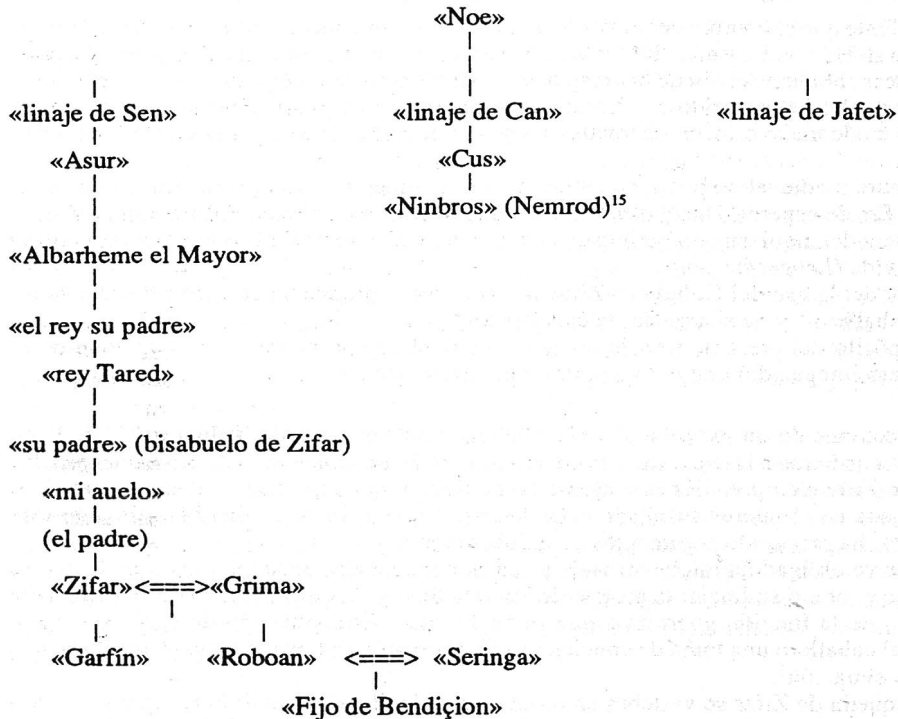 «Noe»
«linaje de Sen» «linaje de Can» «linaje de Jafet»
«Asur» «Cus»
«Ninbros» (Nemrod)¹⁵
«Albarheme el Mayor»
«el rey su padre»
«rey Tared»
«su padre» (bisabuelo de Zifar)
«mi auelo»
(el padre)
«Zifar» <===> «Grima»
«Garfín» «Roboan» <===> «Seringa»
«Fijo de Bendiçion»